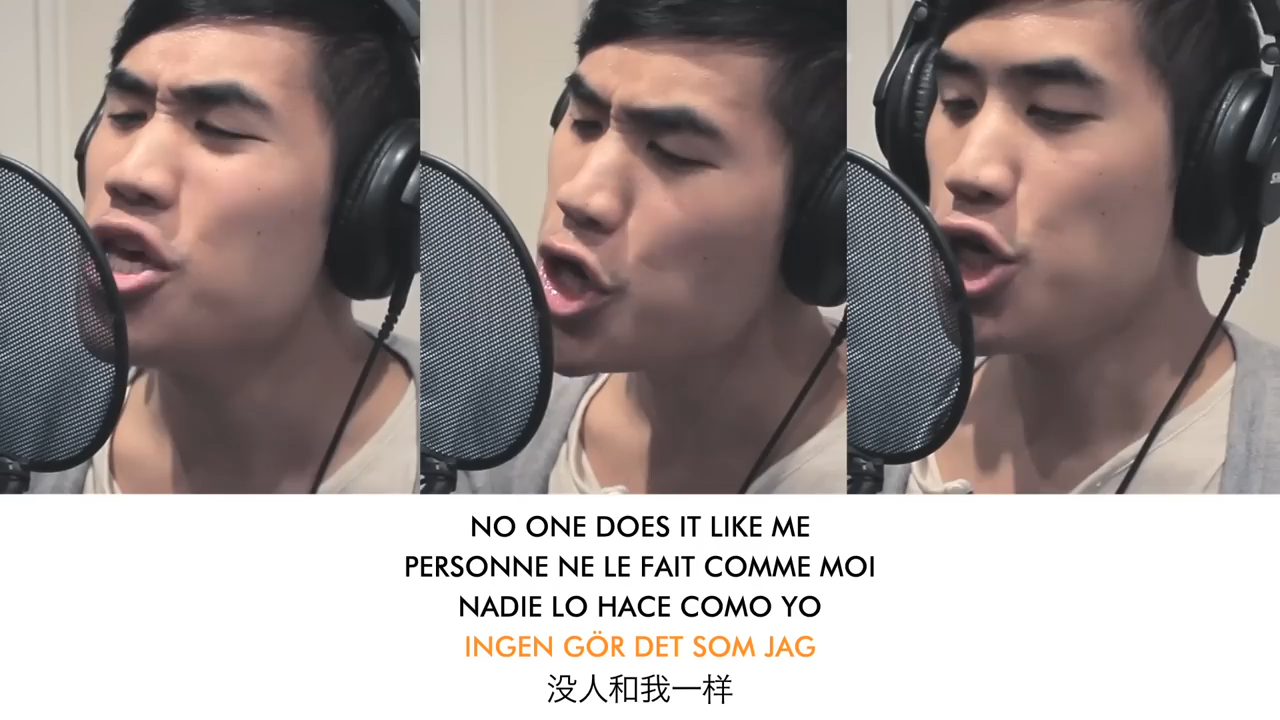 NO ONE DOES IT LIKE ME
PERSONNE NE LE FAIT COMME MOI
NADIE LO HACE COMO YO
INGEN GÖR DET SOM JAG
没人和我一样